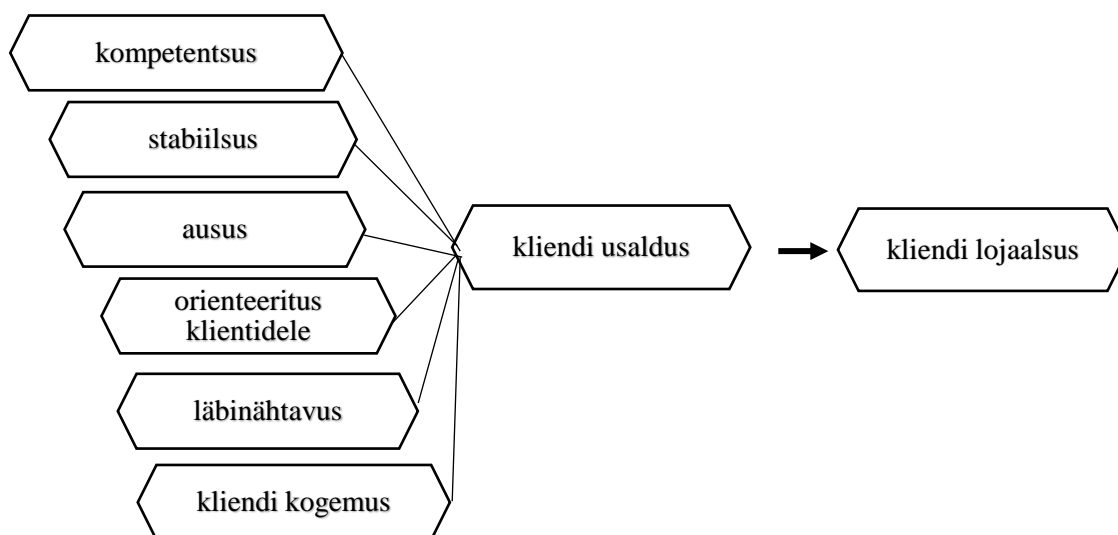 kompetentsus
stabiilsus
ausus
orienteeritus
klientidele
läbinähtavus
kliendi kogemus
kliendi usaldus
kliendi lojaalsus